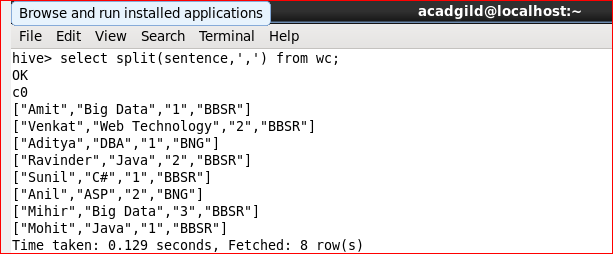 Browse and run installed applications
acadgild@localhost:~
File Edit View Search Terminal Help
hive> select split(sentence,',') from wc;
OK
c0
["Amit","Big Data","1","BBSR"]
["Venkat","Web Technology","2","BBSR"]
["Aditya","DBA","1","BNG"]
["Ravinder","Java","2","BBSR"]
["Sunil","C#","1","BBSR"]
["Anil","ASP","2","BNG"]
["Mihir","Big Data","3","BBSR"]
["Mohit","Java","1","BBSR"]
Time taken: 0.129 seconds, Fetched: 8 row(s)